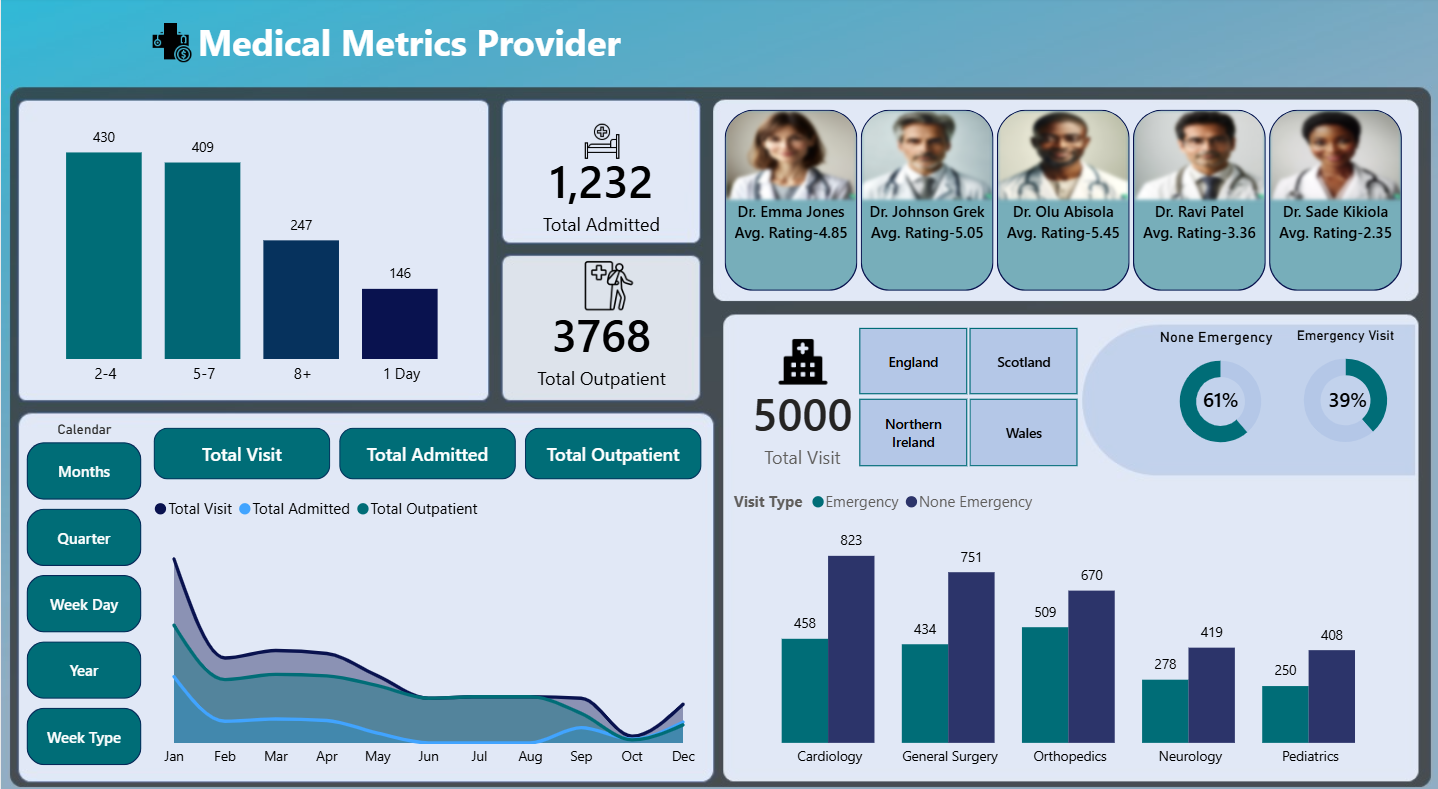 Medical Metrics Provider
430
409
247
146
2-4
5-7
8+
1 Day
1,232
Total Admitted
3768
Total Outpatient
Dr. Emma Jones
Avg. Rating-4.85
Dr. Johnson Grek
Avg. Rating-5.05
Dr. Olu Abisola
Avg. Rating-5.45
Dr. Ravi Patel
Avg. Rating-3.36
Dr. Sade Kikiola
Avg. Rating-2.35
Calendar
Months
Quarter
Week Day
Year
Week Type
Total Visit
Total Admitted
Total Outpatient
Total Visit
Total Admitted
Total Outpatient
Jan
Feb
Mar
Apr
May
Jun
Jul
Aug
Sep
Oct
Dec
5000
Total Visit
England
Scotland
Northern
Ireland
Wales
None Emergency
61%
Emergency Visit
39%
Visit Type
Emergency
None Emergency
458
823
434
751
509
670
278
419
250
408
Cardiology
General Surgery
Orthopedics
Neurology
Pediatrics